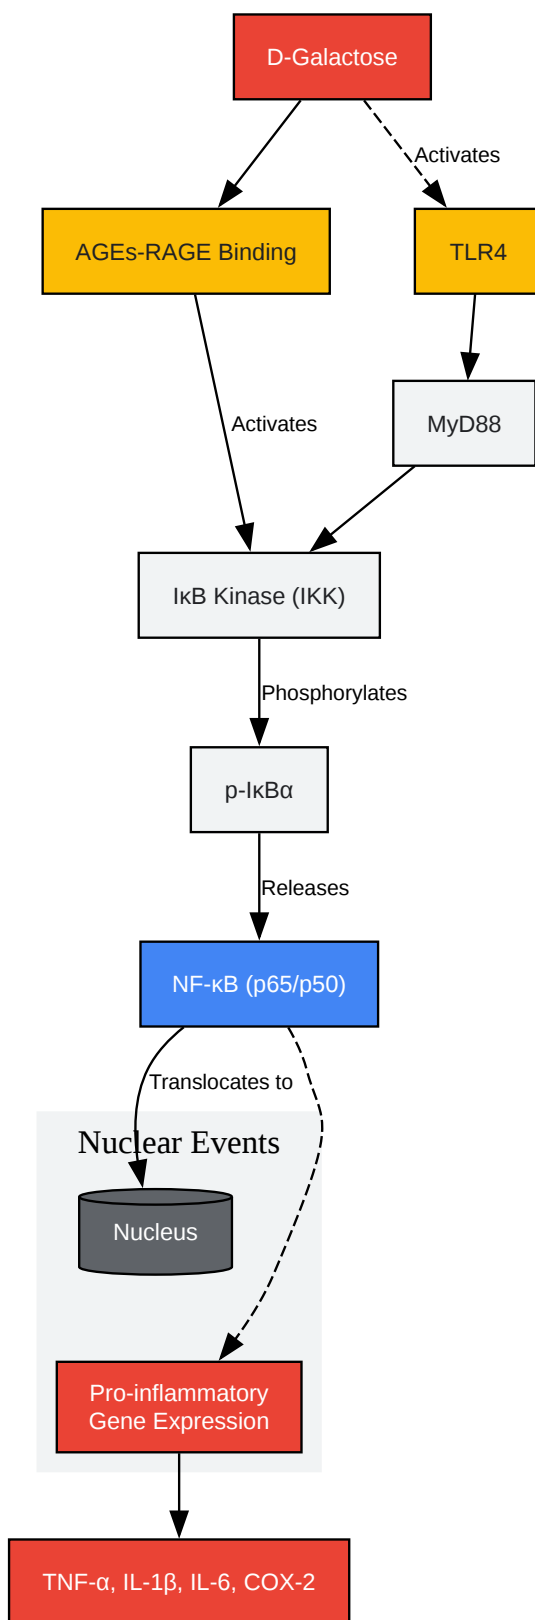 D-Galactose
Activates
AGEs-RAGE Binding
TLR4
Activates
MyD88
IκB Kinase (IKK)
Phosphorylates
p-IκBα
Releases
NF-κB (p65/p50)
Translocates to
Nuclear Events
Nucleus
Pro-inflammatory
Gene Expression
TNF-α, IL-1β, IL-6, COX-2